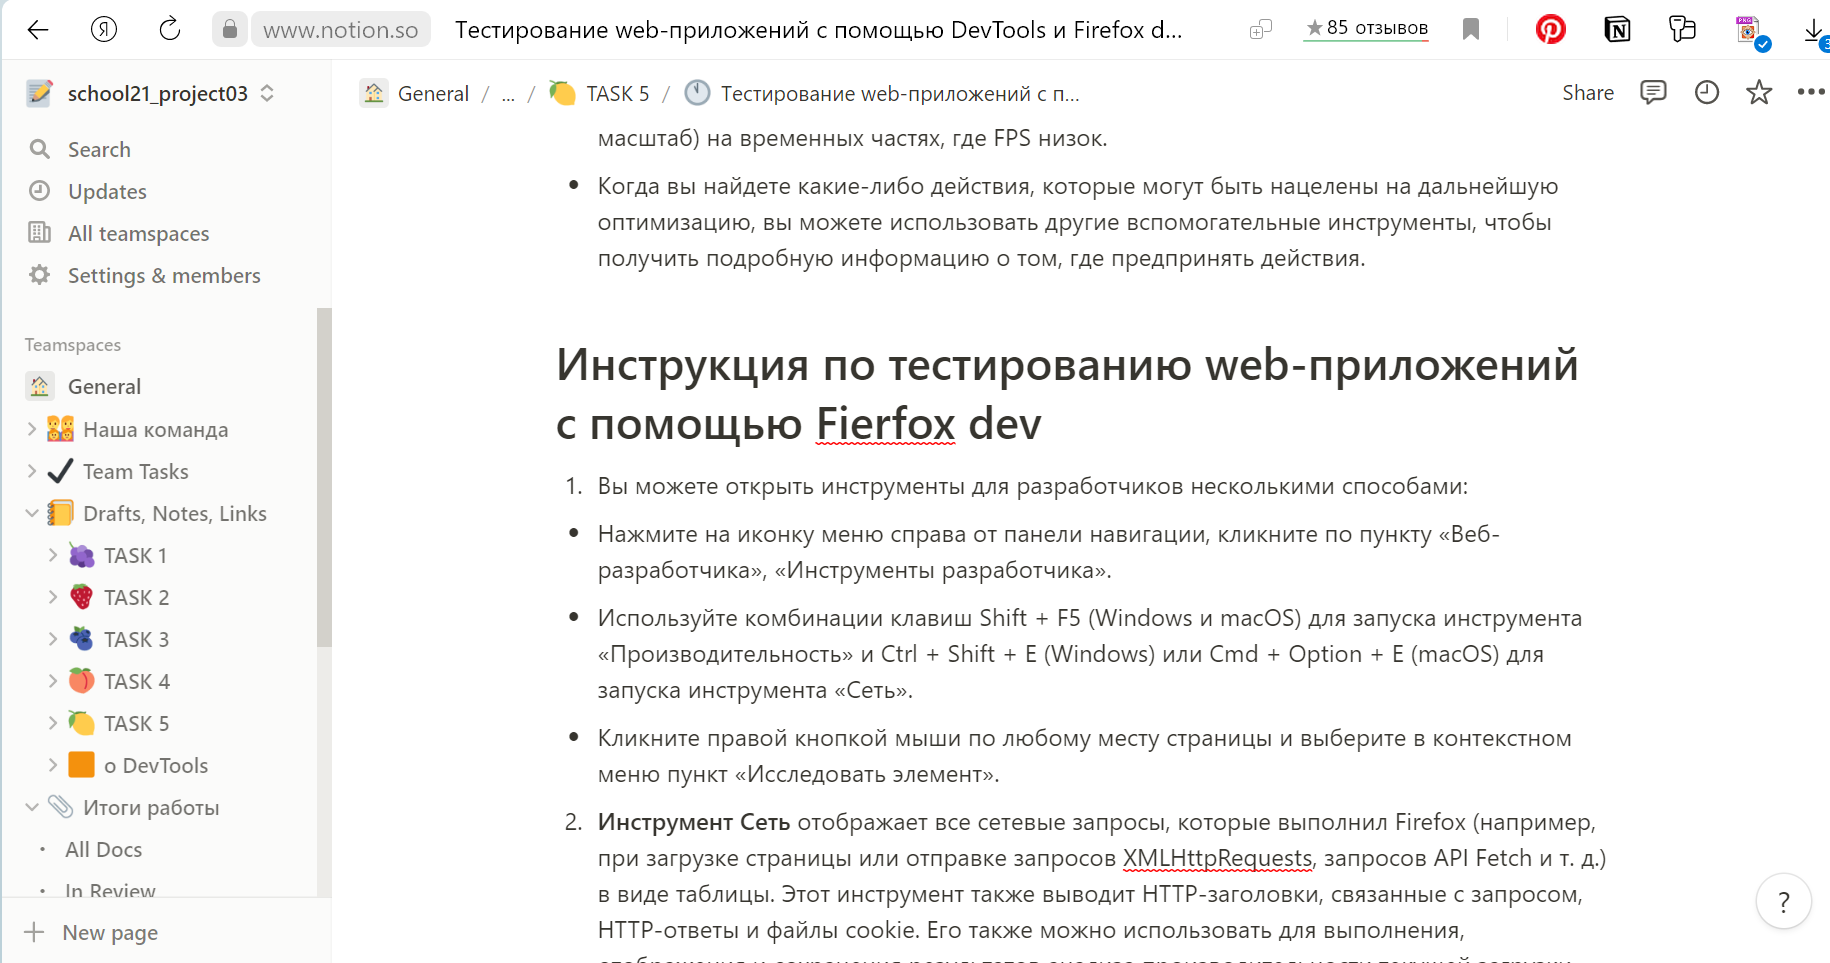 www.notion.so Тестирование web-приложений с помощью DevTools и Firefox d... ★85 отзывов
school21_project03
General / ... / TASK 5 / Тестирование web-приложений с п...
Share
Search
Updates
All teamspaces
Settings & members
Teamspaces
General
Наша команда
Team Tasks
Drafts, Notes, Links
TASK 1
TASK 2
TASK 3
TASK 4
TASK 5
о DevTools
Итоги работы
All Docs
In Review
New page
масштаб) на временных частях, где FPS низок.
• Когда вы найдете какие-либо действия, которые могут быть нацелены на дальнейшую
оптимизацию, вы можете использовать другие вспомогательные инструменты, чтобы
получить подробную информацию о том, где предпринять действия.
Инструкция по тестированию web-приложений
с помощью Fierfox dev
1. Вы можете открыть инструменты для разработчиков несколькими способами:
• Нажмите на иконку меню справа от панели навигации, кликните по пункту «Веб-
разработчика», «Инструменты разработчика».
• Используйте комбинации клавиш Shift + F5 (Windows и macOS) для запуска инструмента
«Производительность» и Ctrl + Shift + E (Windows) или Cmd + Option + E (macOS) для
запуска инструмента «Сеть».
• Кликните правой кнопкой мыши по любому месту страницы и выберите в контекстном
меню пункт «Исследовать элемент».
2. Инструмент Сеть отображает все сетевые запросы, которые выполнил Firefox (например,
при загрузке страницы или отправке запросов XMLHttpRequests, запросов API Fetch и т. д.)
в виде таблицы. Этот инструмент также выводит HTTP-заголовки, связанные с запросом,
HTTP-ответы и файлы cookie. Его также можно использовать для выполнения,
?